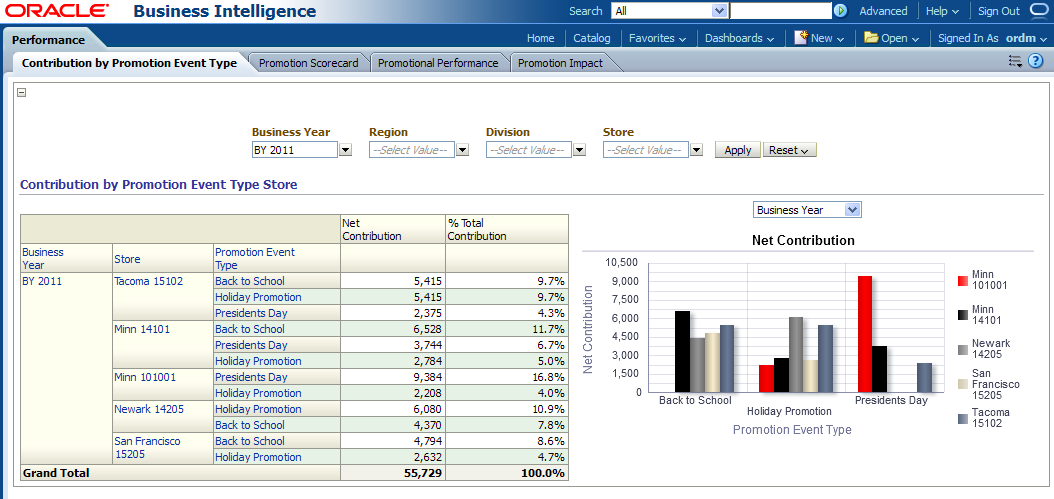 ORACLE Business Intelligence Search All Advanced Help Sign Out
Performance Home Catalog Favorites Dashboards New Open Signed In As ordm
Contribution by Promotion Event Type Promotion Scorecard Promotional Performance Promotion Impact
Business Year Region Division Store
BY 2011 --Select Value-- --Select Value-- --Select Value-- Apply Reset
Contribution by Promotion Event Type Store
Net Contribution % Total Contribution
Business Year Store Promotion Event Type
BY 2011 Tacoma 15102 Back to School 5,415 9.7%
Holiday Promotion 5,415 9.7%
Presidents Day 2,375 4.3%
Minn 14101 Back to School 6,528 11.7%
Presidents Day 3,744 6.7%
Holiday Promotion 2,784 5.0%
Minn 101001 Presidents Day 9,384 16.8%
Holiday Promotion 2,208 4.0%
Newark 14205 Holiday Promotion 6,080 10.9%
Back to School 4,370 7.8%
San Francisco 15205 Back to School 4,794 8.6%
Holiday Promotion 2,632 4.7%
Grand Total 55,729 100.0%
Business Year
Net Contribution
Net Contribution
10,500
9,000
7,500
6,000
4,500
3,000
1,500
0
Back to School Holiday Promotion Presidents Day
Promotion Event Type
Minn
101001
Minn
14101
Newark
14205
San
Francisco
15205
Tacoma
15102